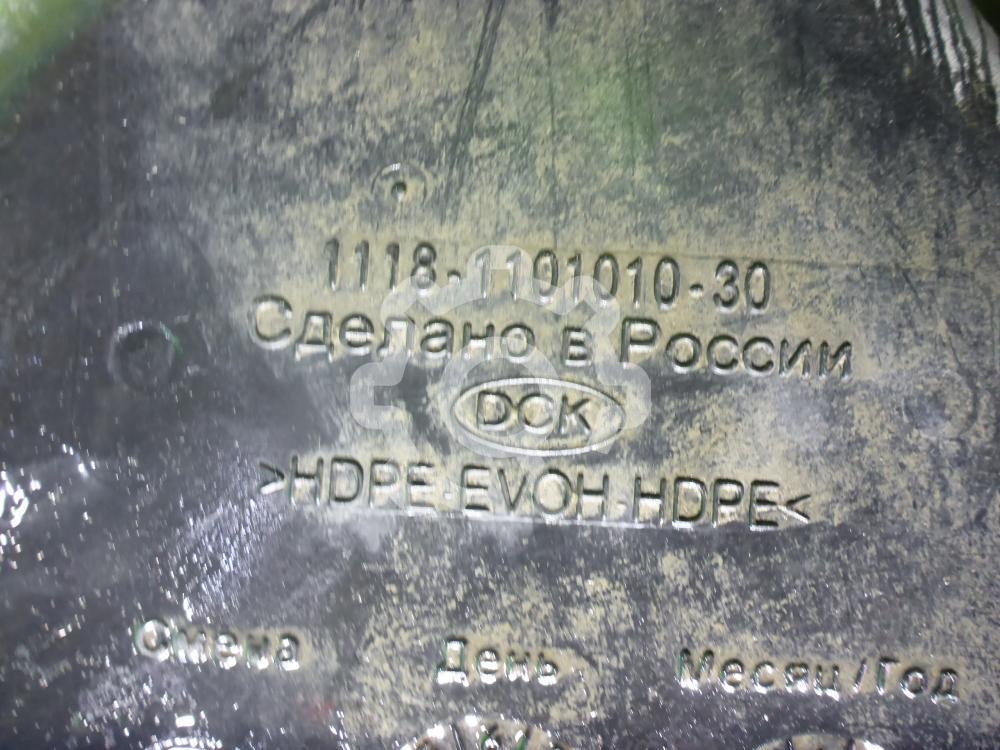 1118-1101010-30
Сделано в России
DCK
>HDPE.EVOH.HDPE<
Смена День Месяц/Год